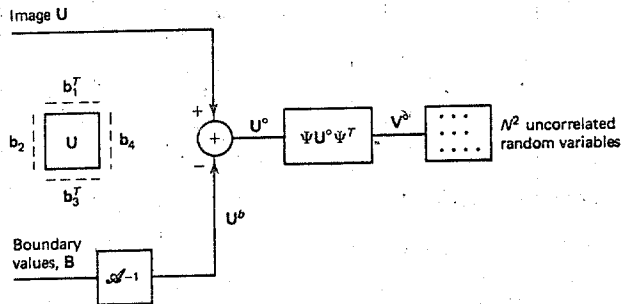 Image U
b₁ᵀ
b₂
U
b₄
b₃ᵀ
+
+
−
U°
ΨU°Ψᵀ
V°
N² uncorrelated
random variables
Uᵇ
Boundary
values, B
𝒜⁻¹